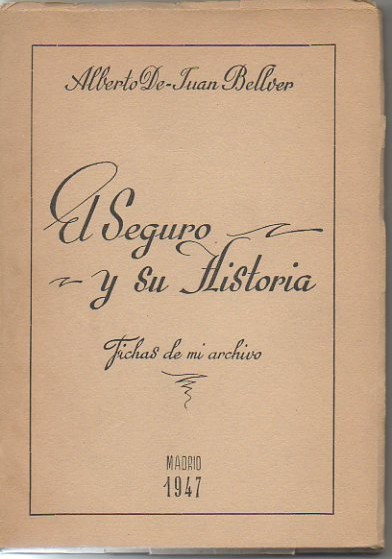 Alberto De-Juan Bellver
El Seguro
y su Historia
Fichas de mi archivo
MADRID
1947